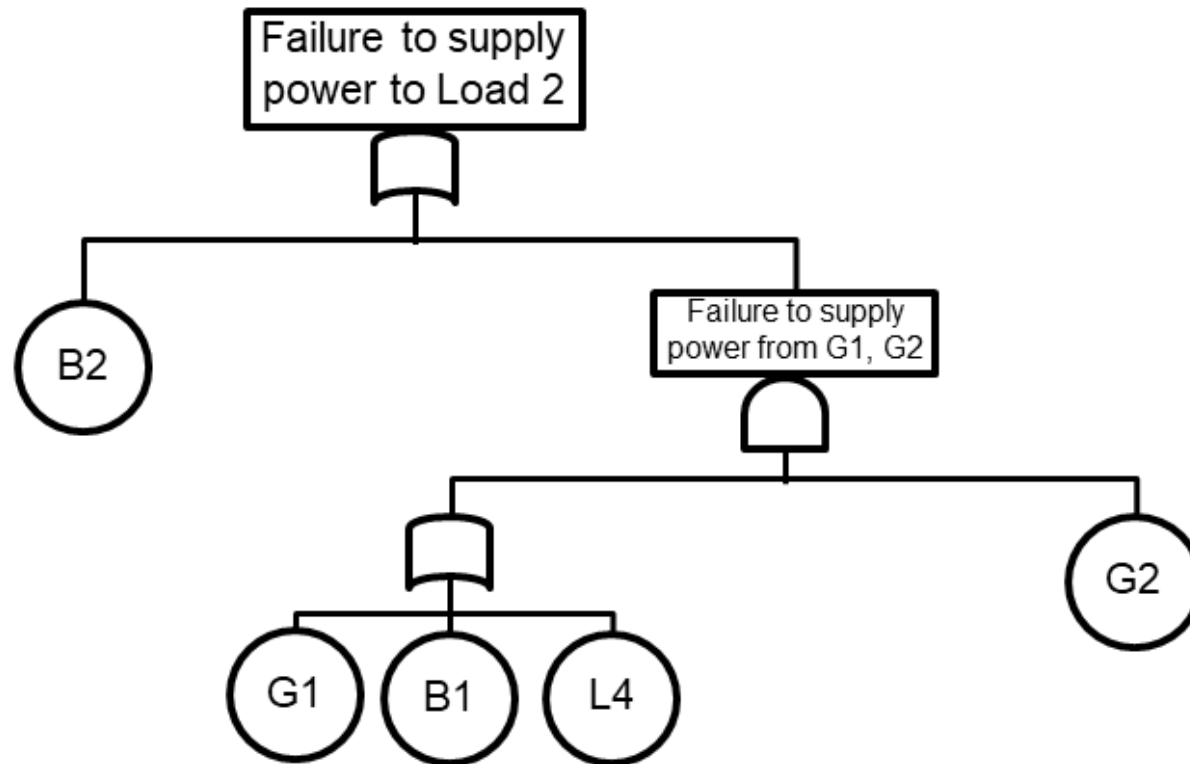 Failure to supply
power to Load 2
B2
Failure to supply
power from G1, G2
G2
G1
B1
L4